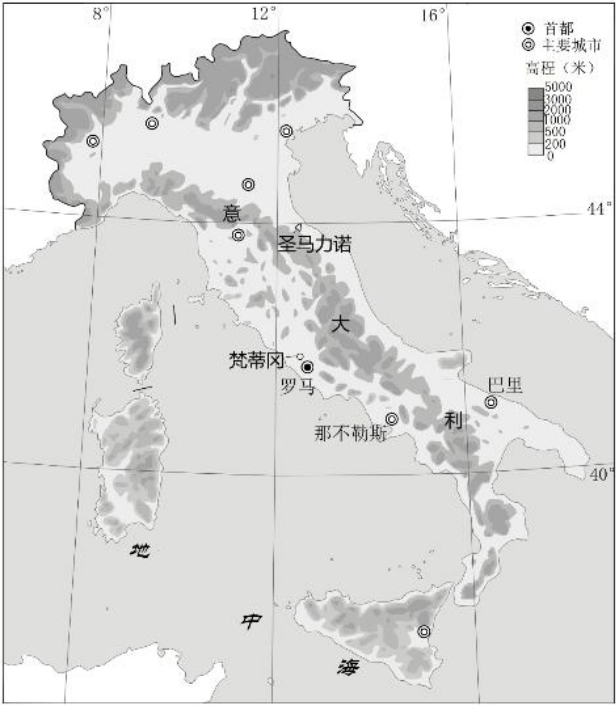 8°
12°
16°
首都
主要城市
高程（米）
5000
3000
2000
1000
500
200
0
44°
意
圣马力诺
大
梵蒂冈
罗马
巴里
那不勒斯
利
40°
地
中
海